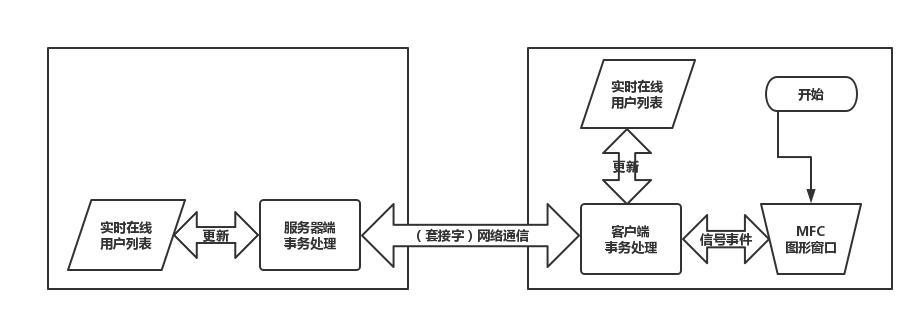 实时在线
用户列表
更新
服务器端
事务处理
（套接字）网络通信
实时在线
用户列表
更新
客户端
事务处理
信号事件
开始
MFC
图形窗口